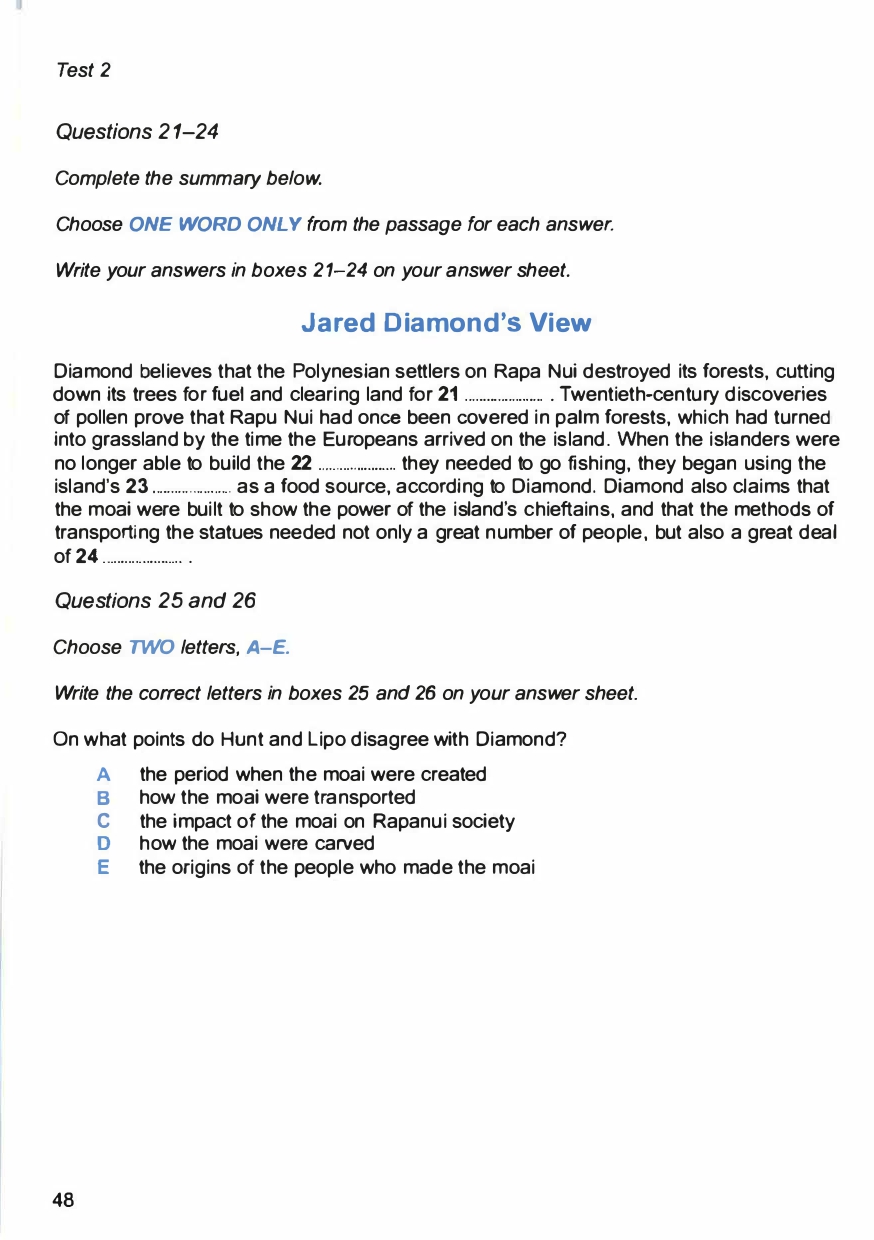 Test 2
Questions 21–24
Complete the summary below.
Choose ONE WORD ONLY from the passage for each answer.
Write your answers in boxes 21–24 on your answer sheet.
Jared Diamond's View
Diamond believes that the Polynesian settlers on Rapa Nui destroyed its forests, cutting
down its trees for fuel and clearing land for 21 ...................... . Twentieth-century discoveries
of pollen prove that Rapu Nui had once been covered in palm forests, which had turned
into grassland by the time the Europeans arrived on the island. When the islanders were
no longer able to build the 22 ...................... they needed to go fishing, they began using the
island's 23 ...................... as a food source, according to Diamond. Diamond also claims that
the moai were built to show the power of the island's chieftains, and that the methods of
transporting the statues needed not only a great number of people, but also a great deal
of 24 ...................... .
Questions 25 and 26
Choose TWO letters, A–E.
Write the correct letters in boxes 25 and 26 on your answer sheet.
On what points do Hunt and Lipo disagree with Diamond?
A the period when the moai were created
B how the moai were transported
C the impact of the moai on Rapanui society
D how the moai were carved
E the origins of the people who made the moai
48